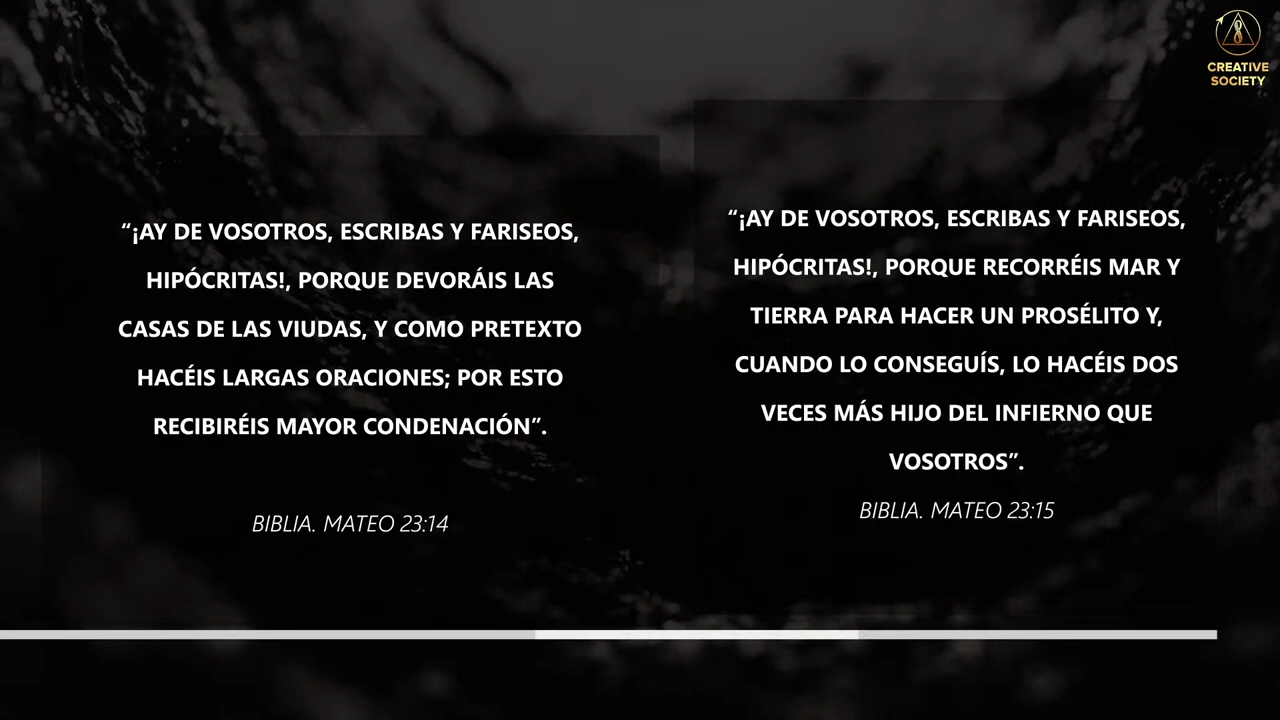 CREATIVE
SOCIETY
“¡AY DE VOSOTROS, ESCRIBAS Y FARISEOS,
HIPÓCRITAS!, PORQUE DEVORÁIS LAS
CASAS DE LAS VIUDAS, Y COMO PRETEXTO
HACÉIS LARGAS ORACIONES; POR ESTO
RECIBIRÉIS MAYOR CONDENACIÓN”.
BIBLIA. MATEO 23:14
“¡AY DE VOSOTROS, ESCRIBAS Y FARISEOS,
HIPÓCRITAS!, PORQUE RECORRÉIS MAR Y
TIERRA PARA HACER UN PROSÉLITO Y,
CUANDO LO CONSEGUÍS, LO HACÉIS DOS
VECES MÁS HIJO DEL INFIERNO QUE
VOSOTROS”.
BIBLIA. MATEO 23:15